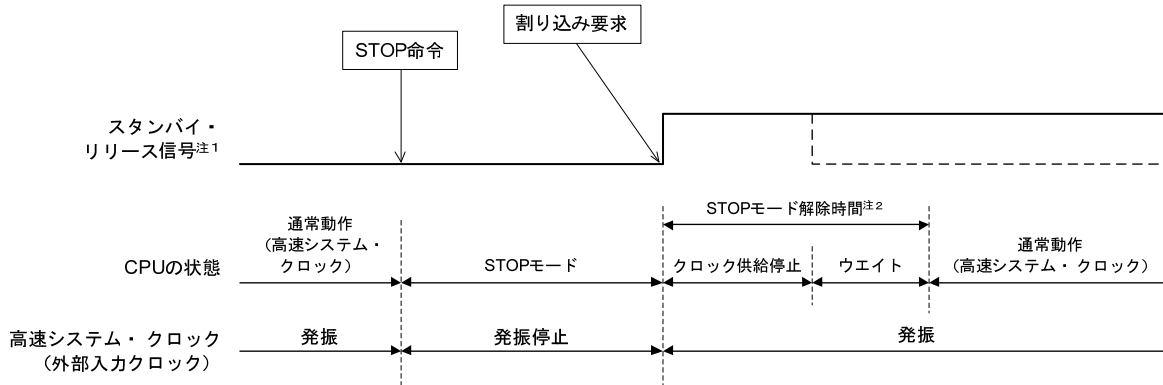 割り込み要求
STOP命令
スタンバイ・
リリース信号注1
STOPモード解除時間注2
通常動作
(高速システム・
クロック)
通常動作
(高速システム・ クロック)
CPUの状態
STOPモード
クロック供給停止
ウエイト
高速システム・ クロック
(外部入力クロック)
発振
発振停止
発振